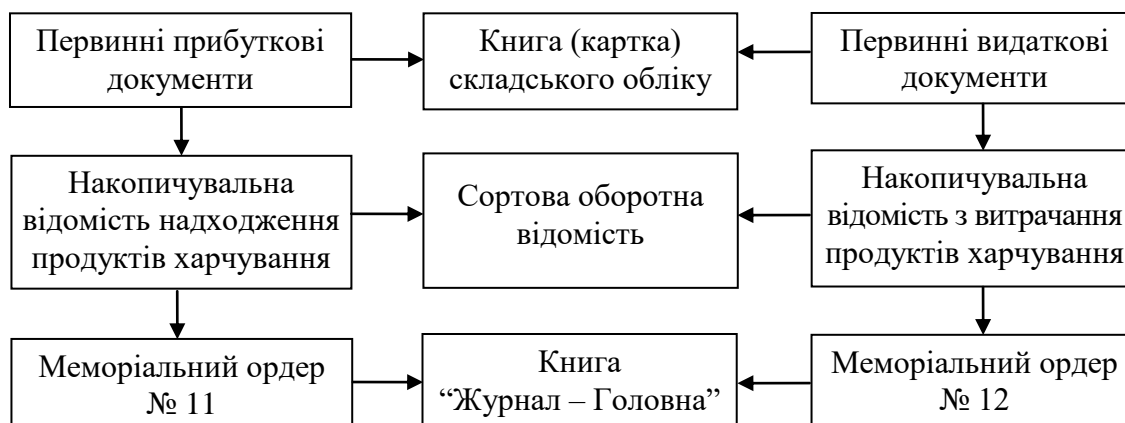 Первинні прибуткові
документи
Книга (картка)
складського обліку
Первинні видаткові
документи
Накопичувальна
відомість надходження
продуктів харчування
Сортова оборотна
відомість
Накопичувальна
відомість з витрачання
продуктів харчування
Меморіальний ордер
№ 11
Книга
“Журнал – Головна”
Меморіальний ордер
№ 12